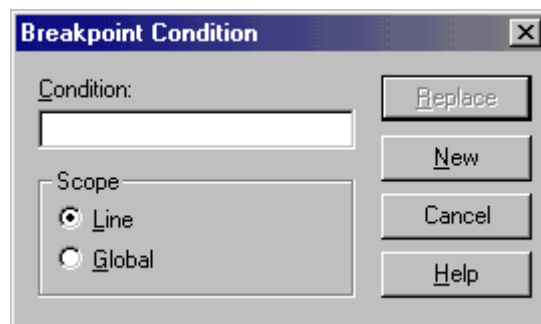 Breakpoint Condition
Condition:
Replace
New
Scope
Line
Cancel
Global
Help